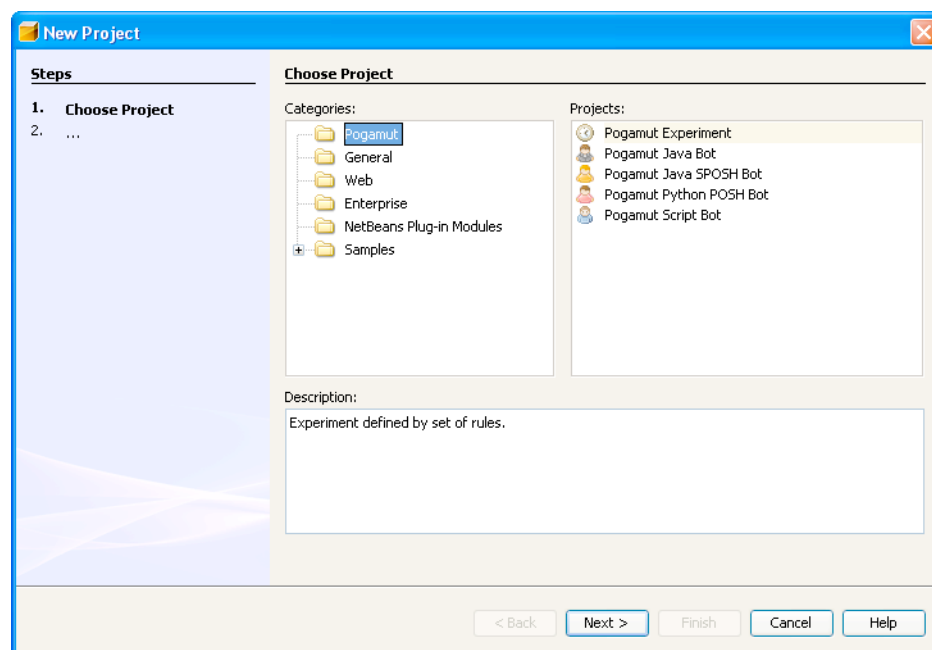 New Project
Steps
1. Choose Project
2. ...
Choose Project
Categories:
Pogamut
General
Web
Enterprise
NetBeans Plug-in Modules
Samples
Projects:
Pogamut Experiment
Pogamut Java Bot
Pogamut Java SPOSH Bot
Pogamut Python POSH Bot
Pogamut Script Bot
Description:
Experiment defined by set of rules.
< Back
Next >
Finish
Cancel
Help